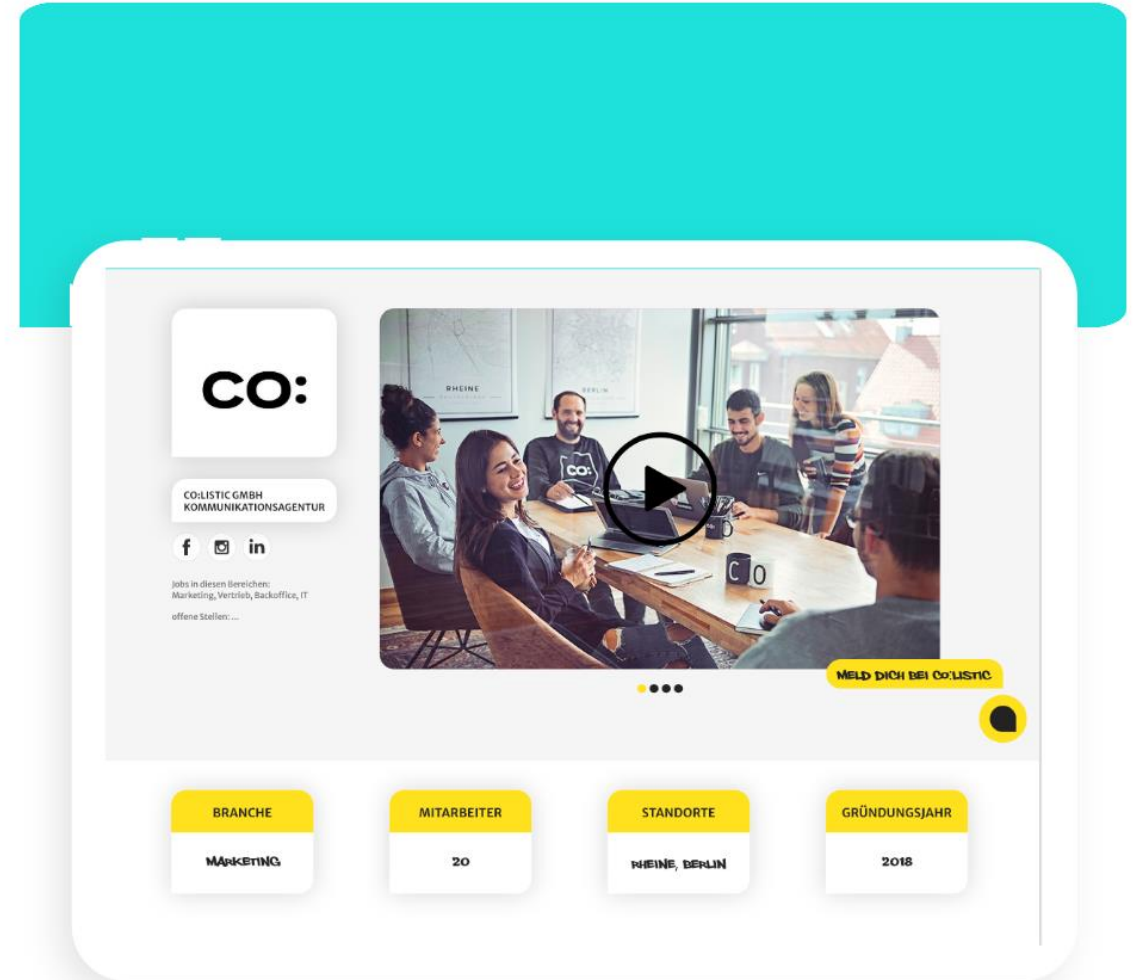 CO:
CO:LISTIC GMBH
KOMMUNIKATIONSAGENTUR
f
in
Jobs in diesen Bereichen:
Marketing, Vertrieb, Backoffice, IT
offene Stellen: ...
RHEINE
BERLIN
CO:
CO
MELD DICH BEI CO:LISTIC
BRANCHE
MARKETING
MITARBEITER
20
STANDORTE
RHEINE, BERLIN
GRÜNDUNGSJAHR
2018